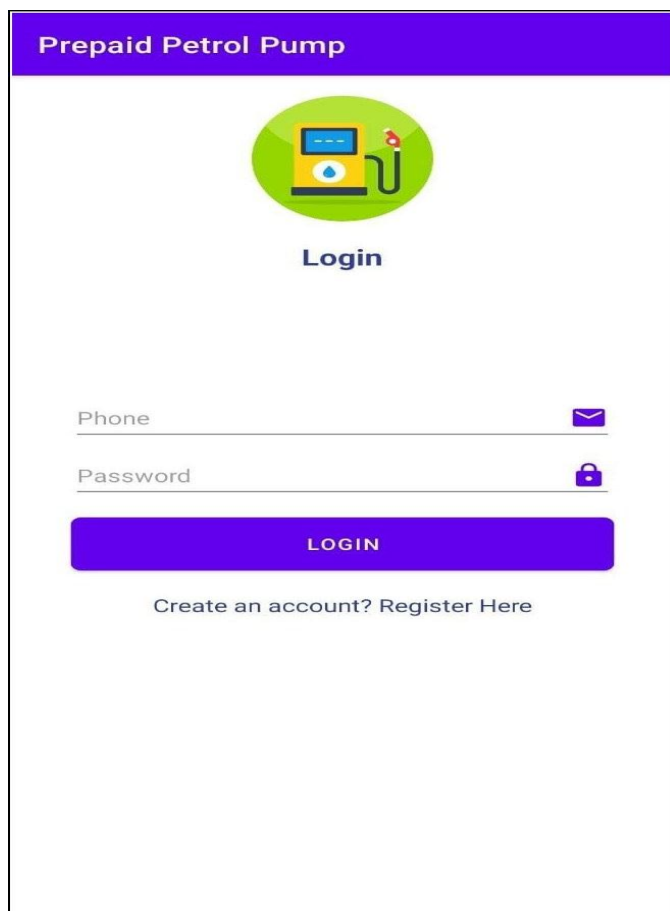 Prepaid Petrol Pump
Login
Phone
Password
LOGIN
Create an account? Register Here